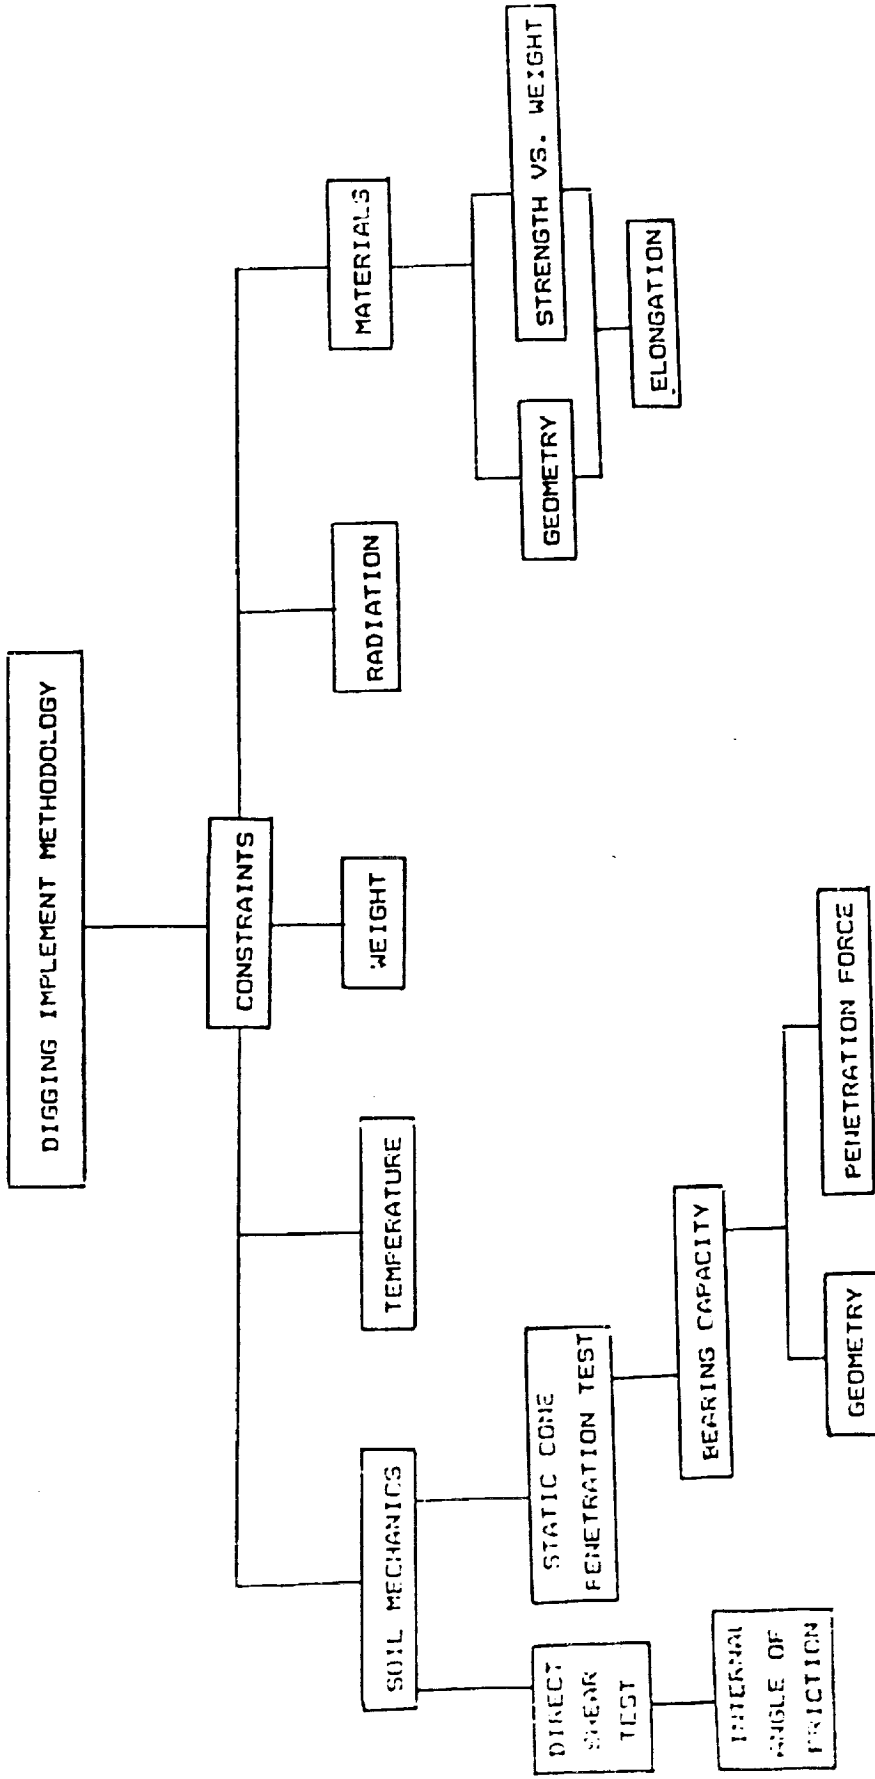 DIGGING IMPLEMENT METHODOLOGY
CONSTRAINTS
SOIL MECHANICS
TEMPERATURE
WEIGHT
RADIATION
MATERIALS
DIRECT
SHEAR
TEST
STATIC CONE
PENETRATION TEST
GEOMETRY
STRENGTH VS. WEIGHT
INTERNAL
ANGLE OF
FRICTION
BEARING CAPACITY
ELONGATION
GEOMETRY
PENETRATION FORCE